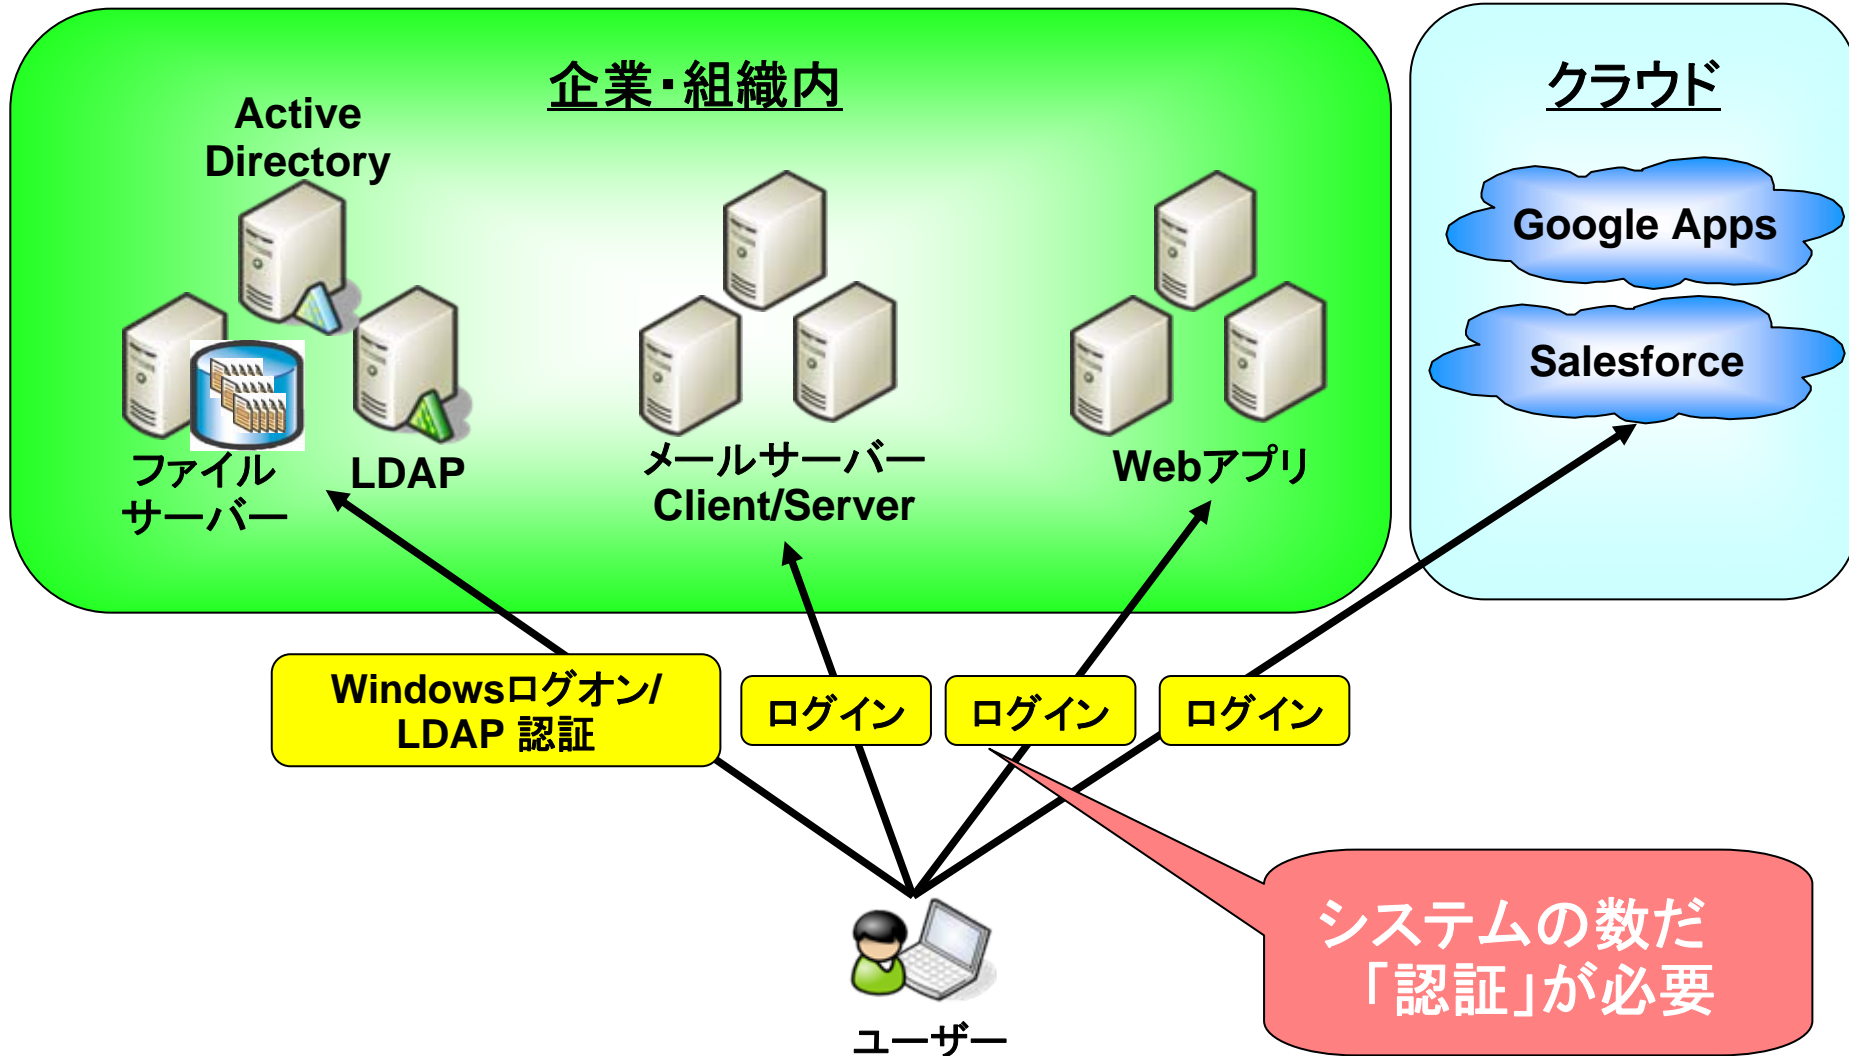 企業・組織内
クラウド
Active
Directory
Google Apps
Salesforce
ファイル
サーバー
LDAP
メールサーバー
Client/Server
Webアプリ
Windowsログオン/
LDAP 認証
ログイン
ログイン
ログイン
システムの数だ
「認証」が必要
ユーザー